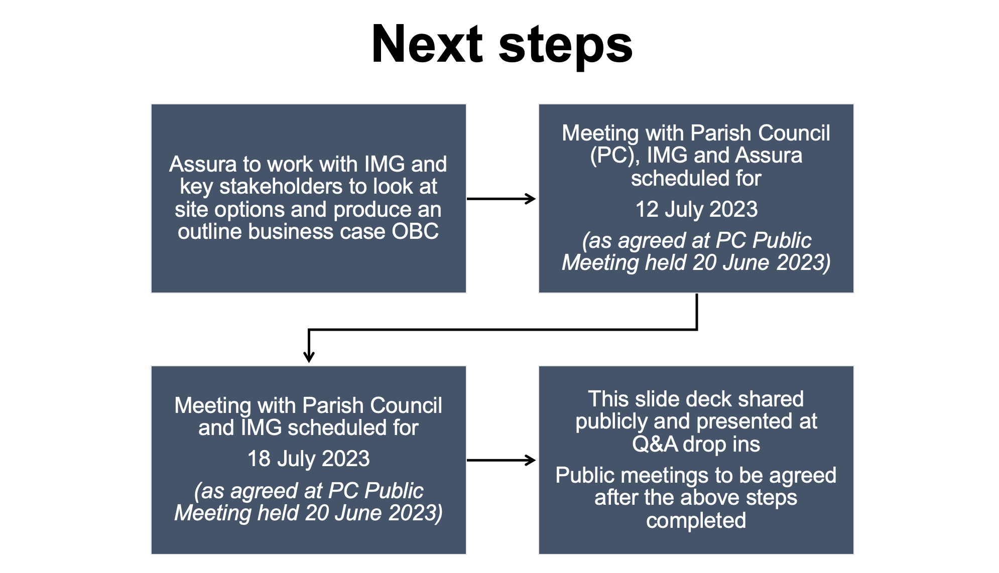 Next steps
Assura to work with IMG and
key stakeholders to look at
site options and produce an
outline business case OBC
Meeting with Parish Council
(PC), IMG and Assura
scheduled for
12 July 2023
(as agreed at PC Public
Meeting held 20 June 2023)
Meeting with Parish Council
and IMG scheduled for
18 July 2023
(as agreed at PC Public
Meeting held 20 June 2023)
This slide deck shared
publicly and presented at
Q&A drop ins
Public meetings to be agreed
after the above steps
completed